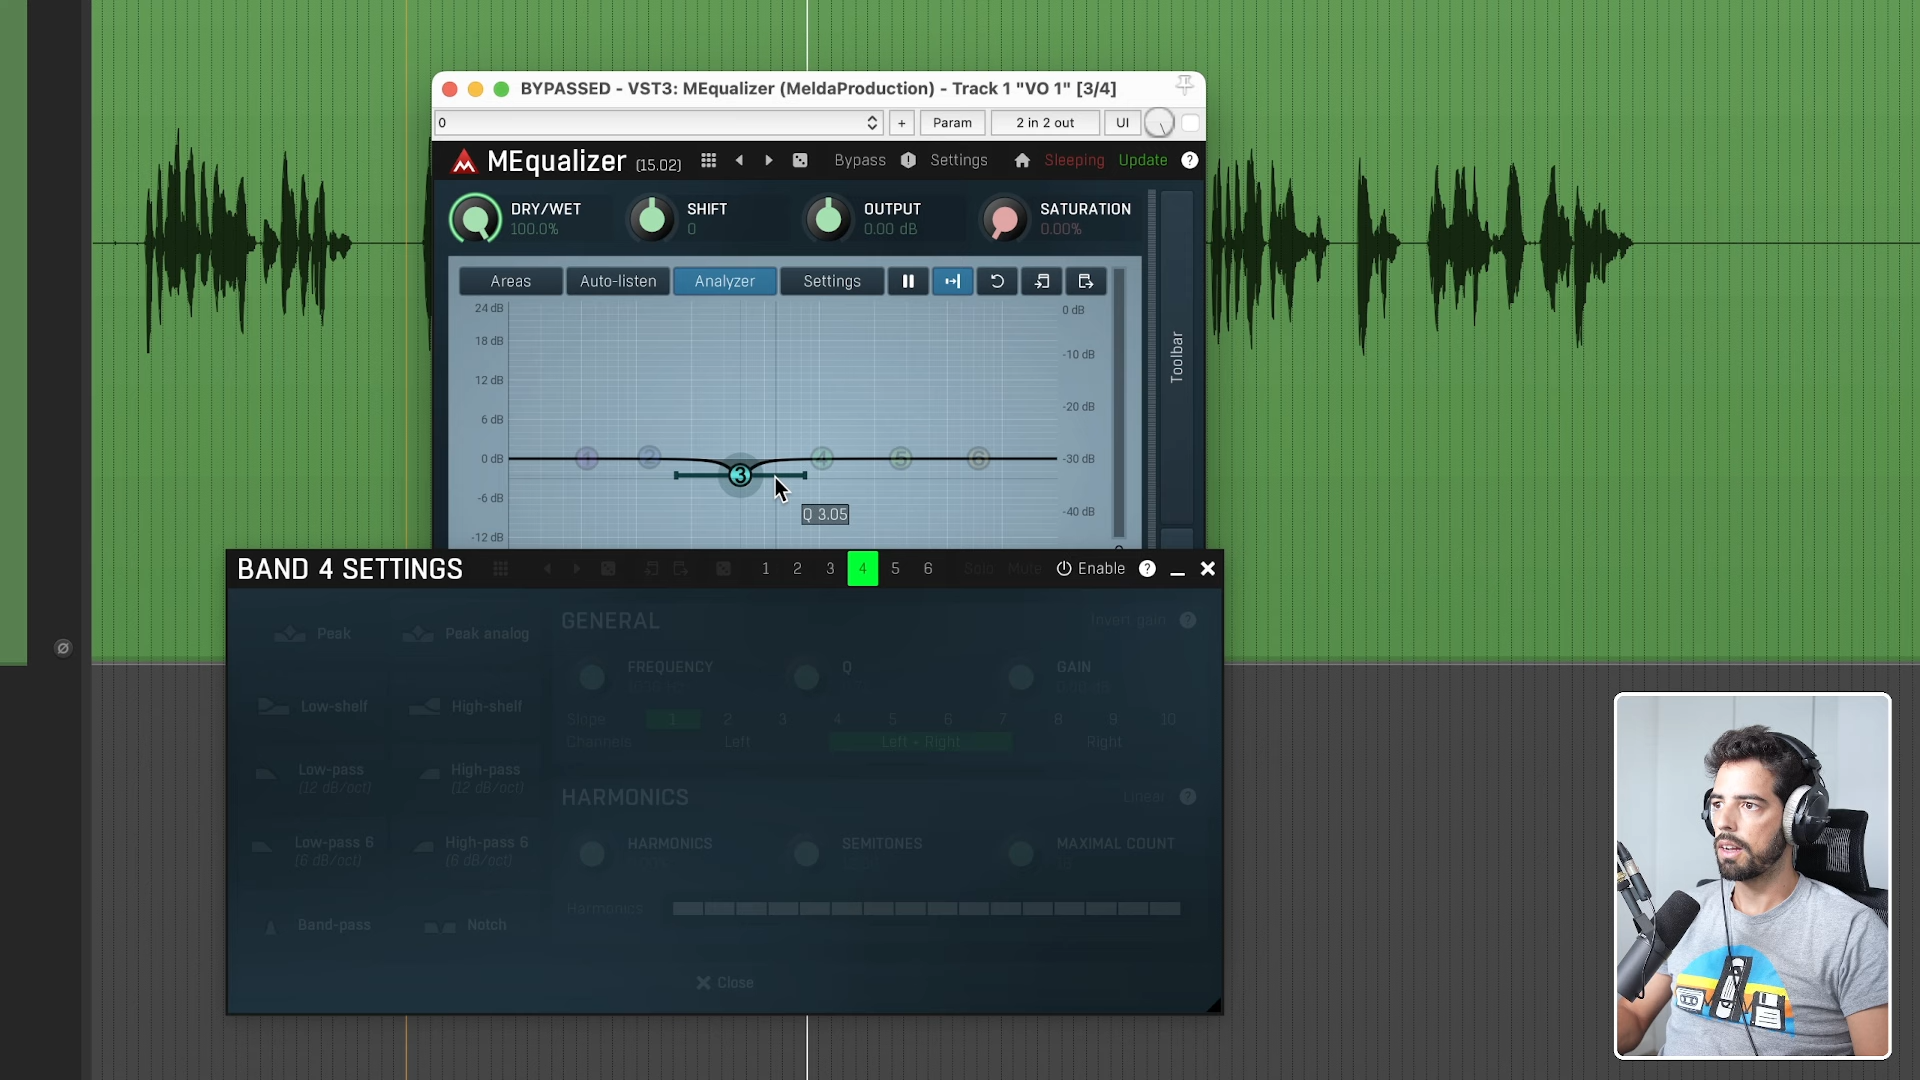 BYPASSED - VST3: MEqualizer (MeldaProduction) - Track 1 "VO 1" [3/4]
0 + Param 2 in 2 out UI
MEqualizer (15.02) Bypass Settings Sleeping Update ?
DRY/WET SHIFT OUTPUT SATURATION
100.0% 0 0.00 dB 0.00%
Areas Auto-listen Analyzer Settings
24 dB 0 dB
18 dB
-10 dB
12 dB
-20 dB
6 dB
0 dB 1 2 3 4 5 6 -30 dB
-6 dB
Q 3.05 -40 dB
-12 dB
Toolbar
BAND 4 SETTINGS 1 2 3 4 5 6 Solo Mute Enable ?
GENERAL Invert gain ?
Peak Peak analog
FREQUENCY Q GAIN
Low-shelf High-shelf
Slope 1 2 3 4 5 6 7 8 9 10
Channels Left Left - Right Right
Low-pass High-pass
(12 dB/oct) (12 dB/oct)
HARMONICS Linear ?
Low-pass 6 High-pass 6
(6 dB/oct) (6 dB/oct)
HARMONICS SEMITONES MAXIMAL COUNT
Harmonics
Band-pass Notch
Close